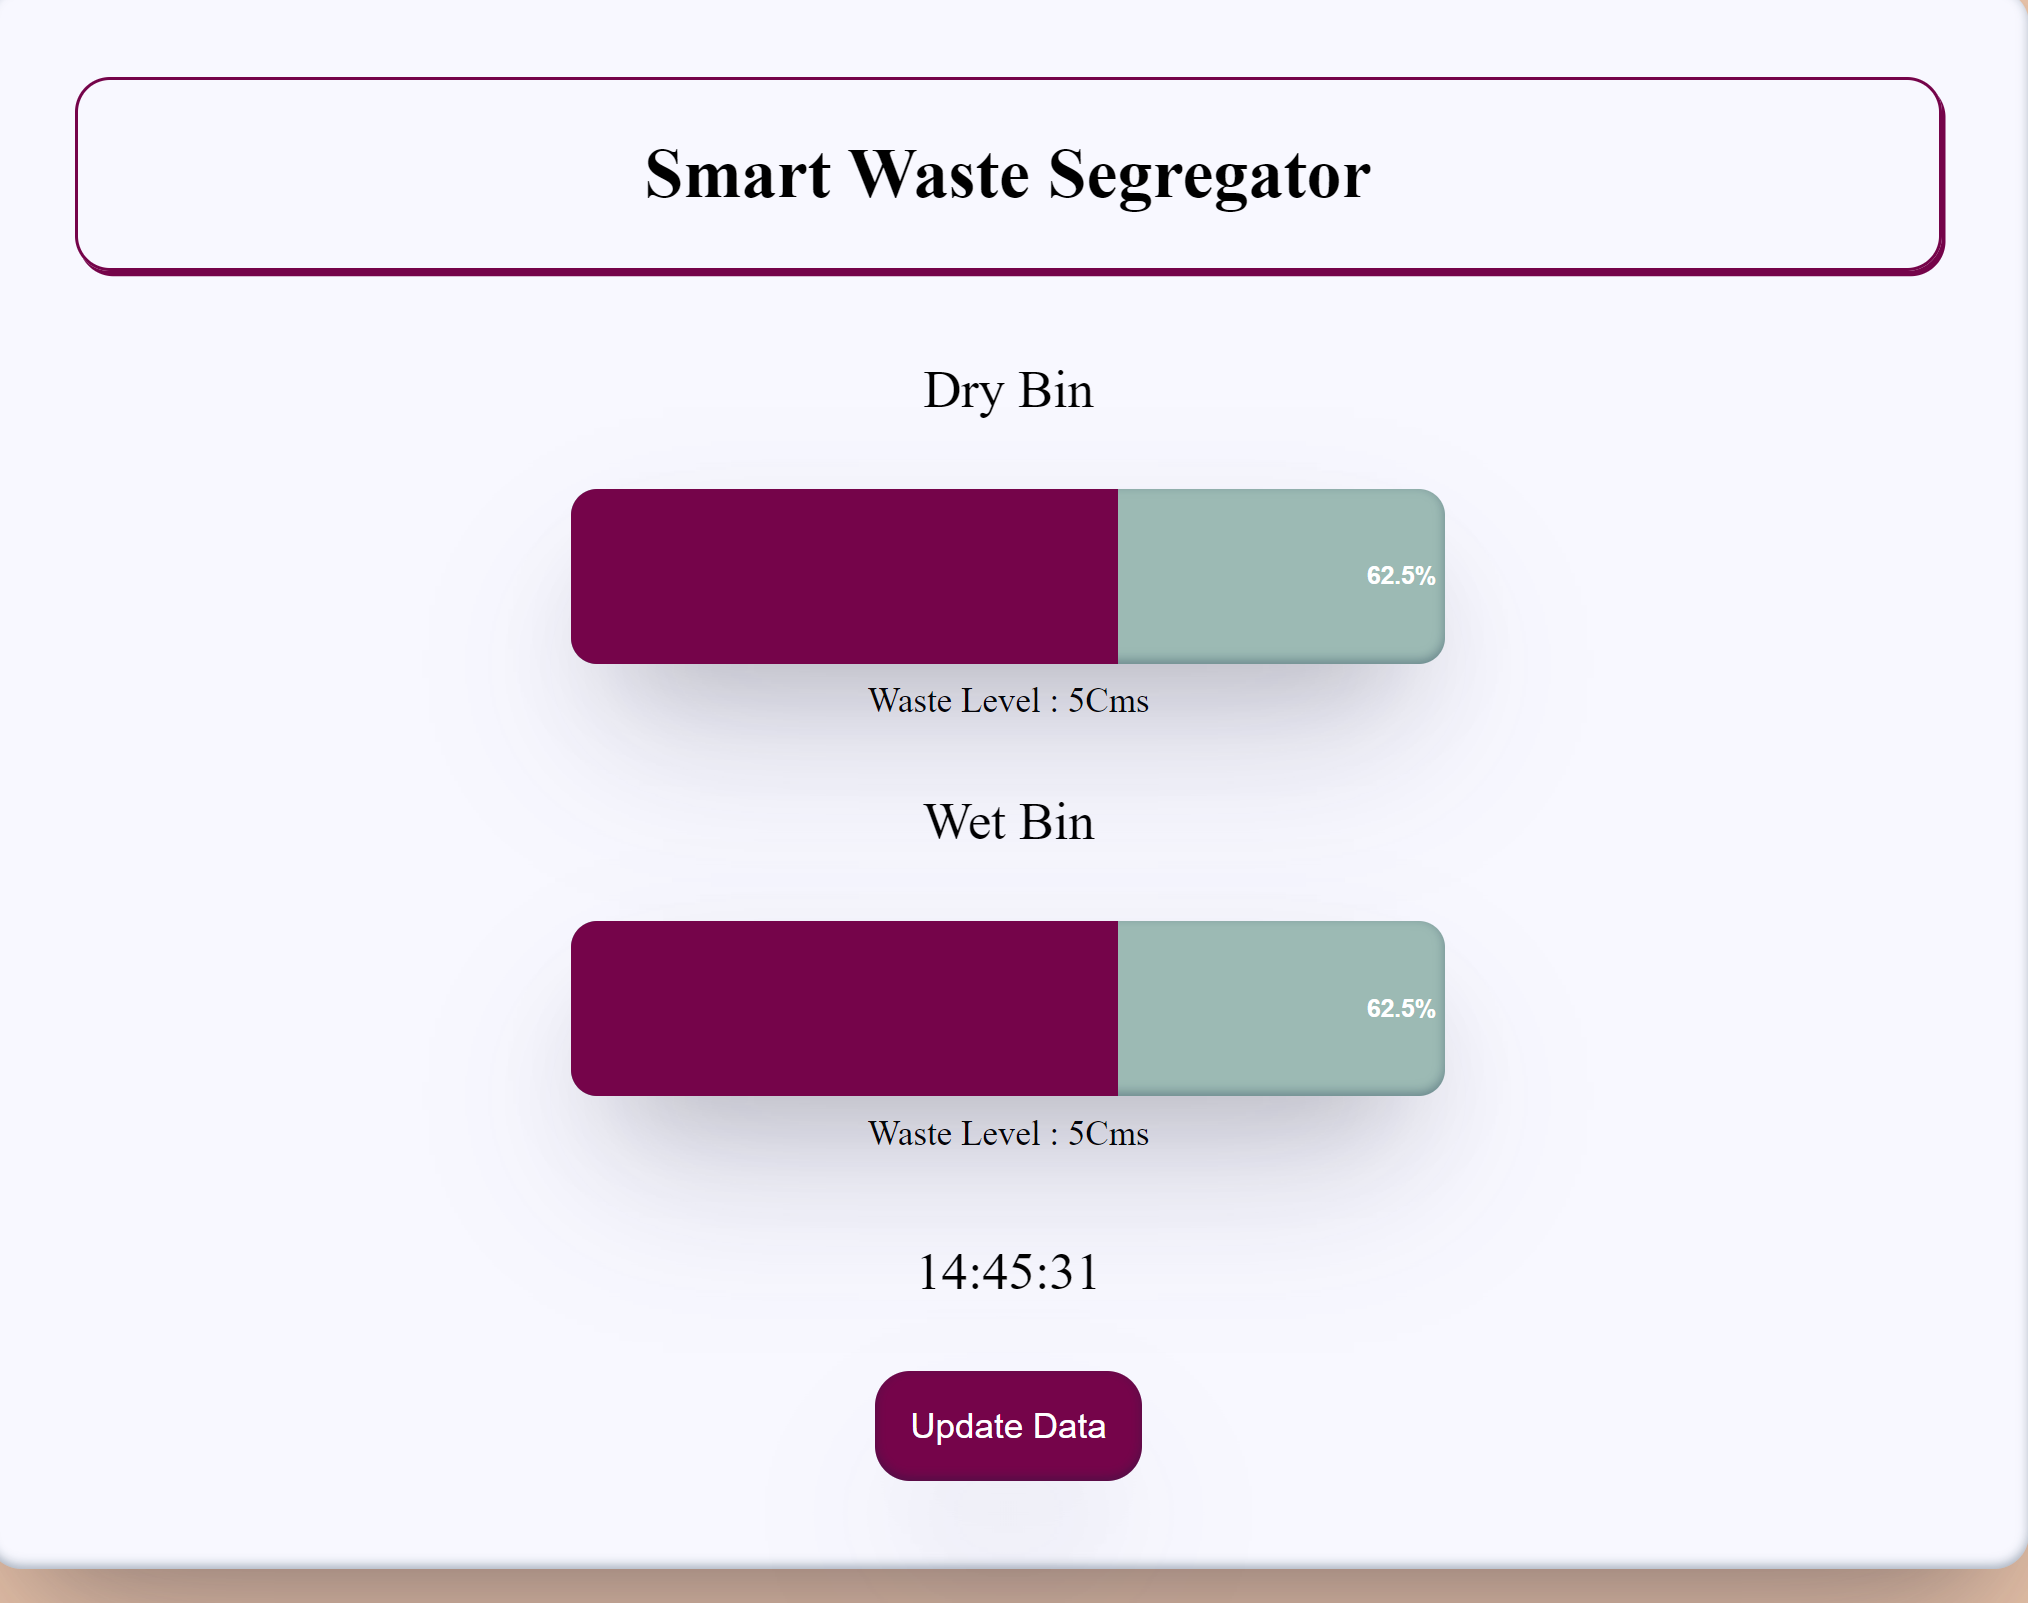 Smart Waste Segregator
Dry Bin
62.5%
Waste Level : 5Cms
Wet Bin
62.5%
Waste Level : 5Cms
14:45:31
Update Data